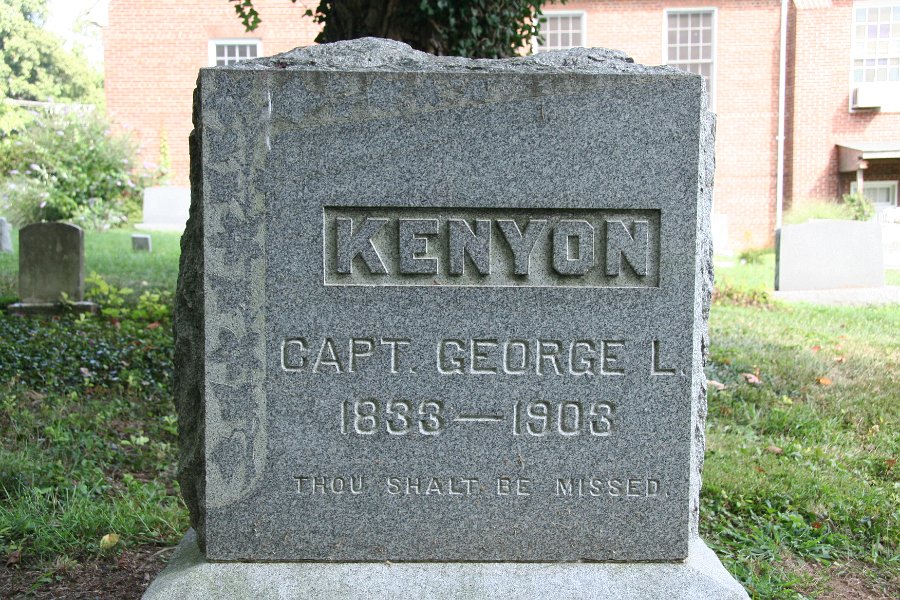 KENYON
CAPT. GEORGE L.
1833—1903
THOU SHALT BE MISSED.